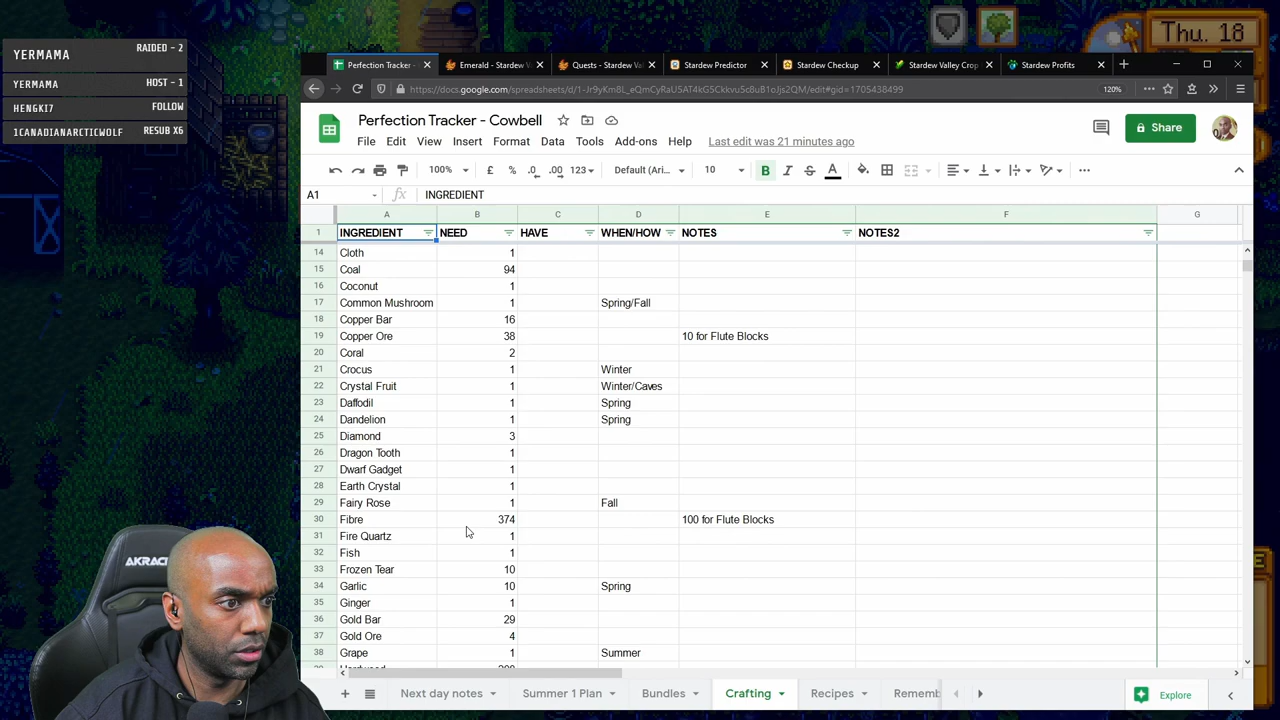 YERMAMA RAIDED - 2
YERMAMA HOST - 1
HENGKI7 FOLLOW
1CANADIANARCTICWOLF RESUB X6
Thu. 18
Perfection Tracker -
Emerald - Stardew V
Quests - Stardew Val
Stardew Predictor
Stardew Checkup
Stardew Valley Crop
Stardew Profits
120%
Perfection Tracker - Cowbell
File Edit View Insert Format Data Tools Add-ons Help Last edit was 21 minutes ago
Share
100% £ % .0 .00 123 Default (Ari... 10 B I S A
A1 fx INGREDIENT
A B C D E F G
1 INGREDIENT NEED HAVE WHEN/HOW NOTES NOTES2
14 Cloth 1
15 Coal 94
16 Coconut 1
17 Common Mushroom 1 Spring/Fall
18 Copper Bar 16
19 Copper Ore 38 10 for Flute Blocks
20 Coral 2
21 Crocus 1 Winter
22 Crystal Fruit 1 Winter/Caves
23 Daffodil 1 Spring
24 Dandelion 1 Spring
25 Diamond 3
26 Dragon Tooth 1
27 Dwarf Gadget 1
28 Earth Crystal 1
29 Fairy Rose 1 Fall
30 Fibre 374 100 for Flute Blocks
31 Fire Quartz 1
32 Fish 1
33 Frozen Tear 10
34 Garlic 10 Spring
35 Ginger 1
36 Gold Bar 29
37 Gold Ore 4
38 Grape 1 Summer
Next day notes Summer 1 Plan Bundles Crafting Recipes Rememb
Explore
AKRACI